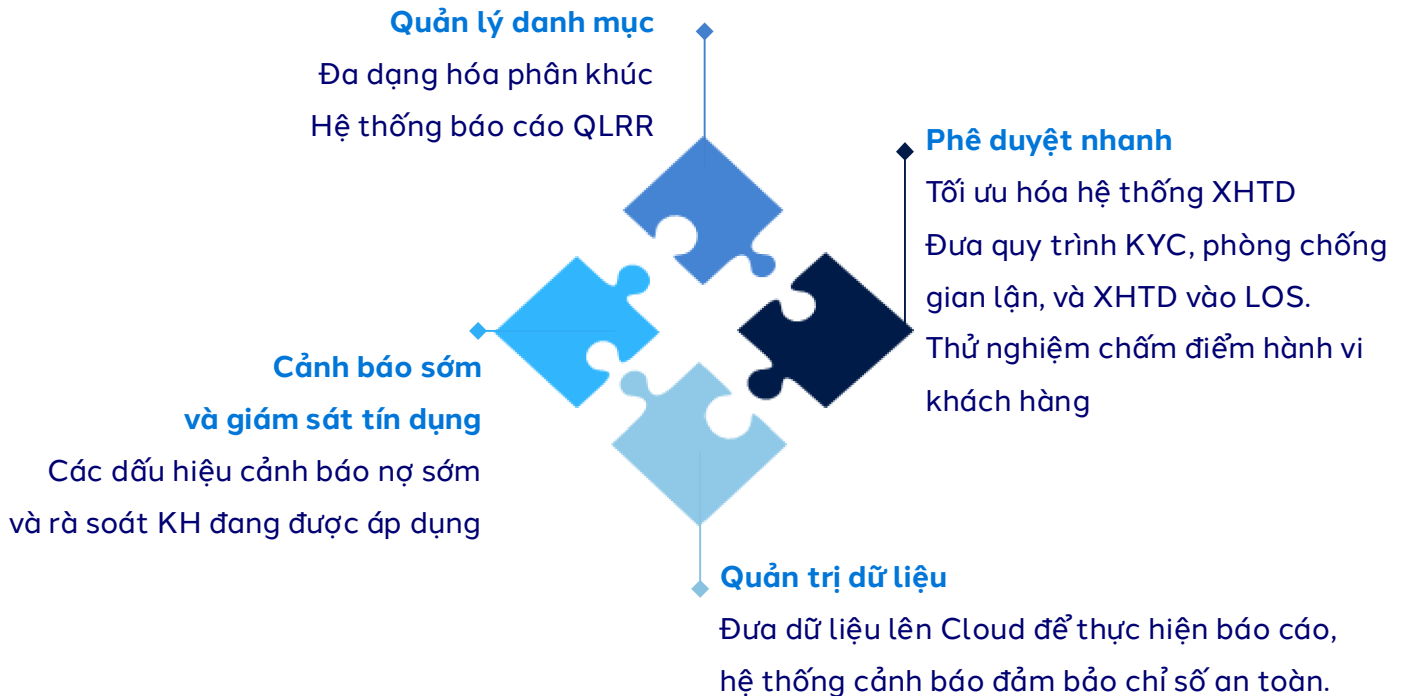 Quản lý danh mục
Đa dạng hóa phân khúc
Hệ thống báo cáo QLRR
Phê duyệt nhanh
Tối ưu hóa hệ thống XHTD
Đưa quy trình KYC, phòng chống
gian lận, và XHTD vào LOS.
Thử nghiệm chấm điểm hành vi
khách hàng
Cảnh báo sớm
và giám sát tín dụng
Các dấu hiệu cảnh báo nợ sớm
và rà soát KH đang được áp dụng
Quản trị dữ liệu
Đưa dữ liệu lên Cloud để thực hiện báo cáo,
hệ thống cảnh báo đảm bảo chỉ số an toàn.